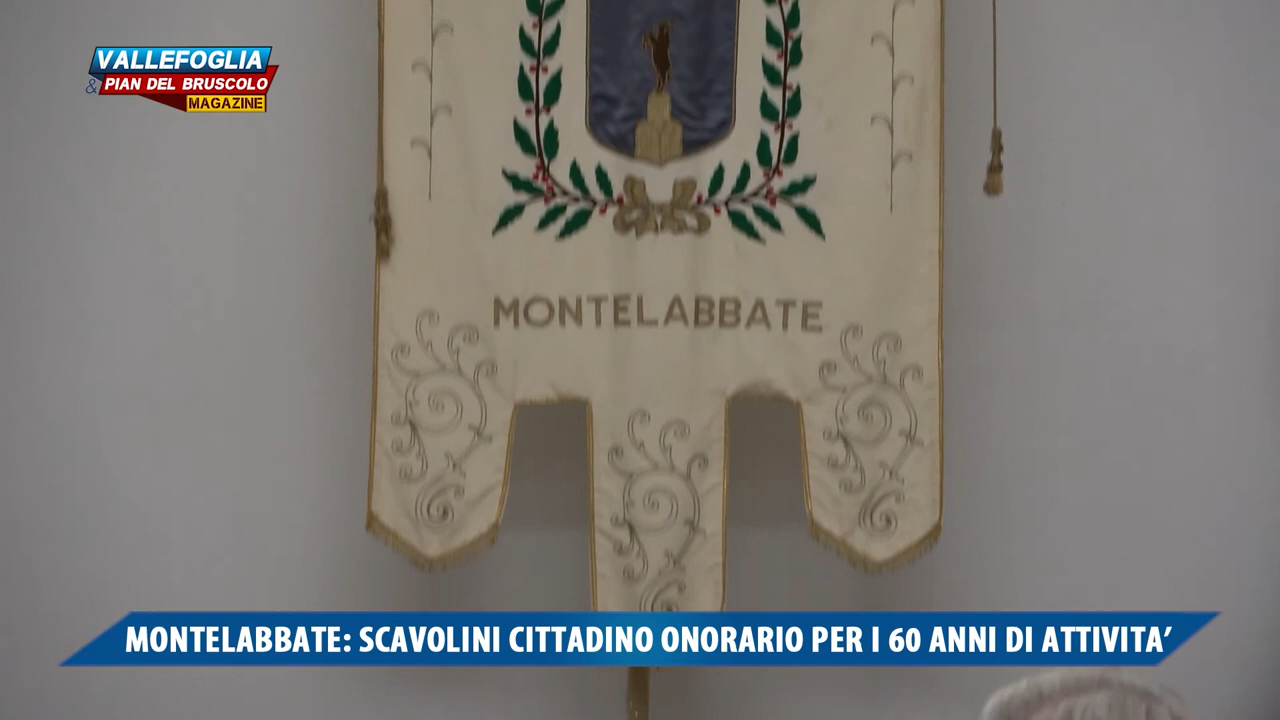 VALLEFOGLIA
& PIAN DEL BRUSCOLO
MAGAZINE
MONTELABBATE
MONTELABBATE: SCAVOLINI CITTADINO ONORARIO PER I 60 ANNI DI ATTIVITA’